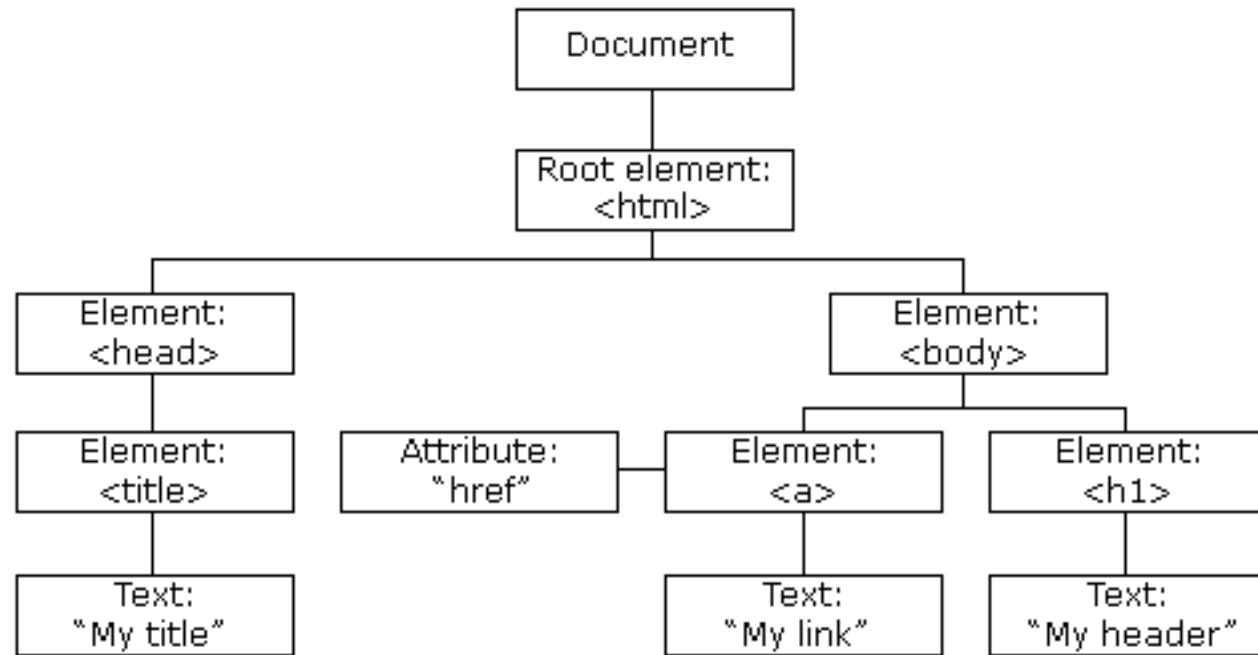 Document
Root element:
<html>
Element:
<head>
Element:
<body>
Element:
<title>
Attribute:
“href”
Element:
<a>
Element:
<h1>
Text:
“My title”
Text:
“My link”
Text:
“My header”